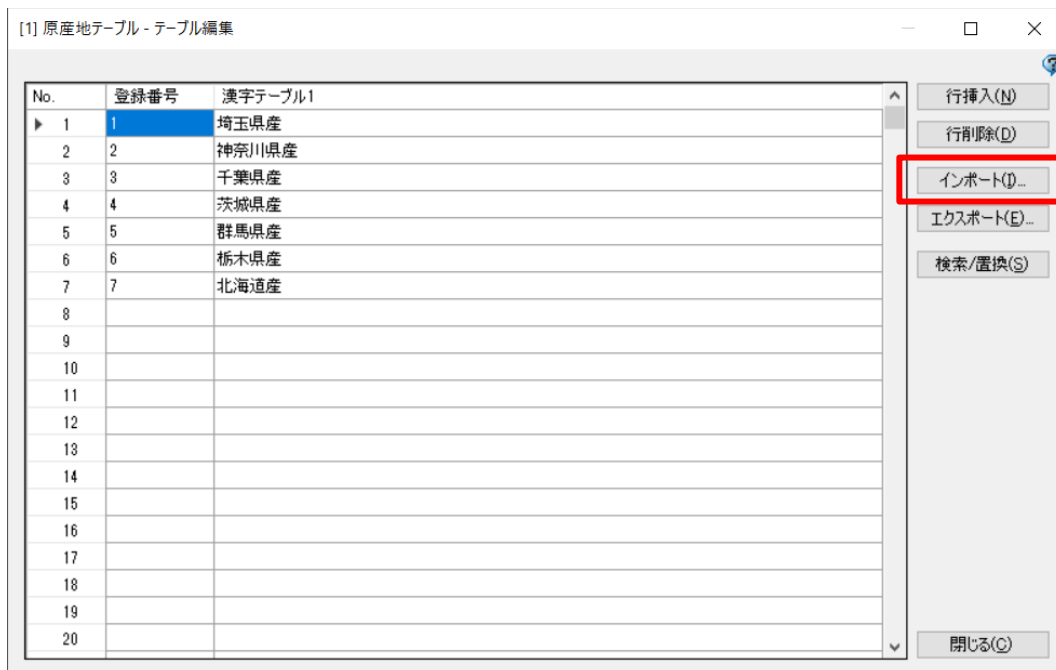 [1] 原産地テーブル - テーブル編集
No. 登録番号 漢字テーブル1
1 1 埼玉県産
2 2 神奈川県産
3 3 千葉県産
4 4 茨城県産
5 5 群馬県産
6 6 栃木県産
7 7 北海道産
8
9
10
11
12
13
14
15
16
17
18
19
20
行挿入(N)
行削除(D)
インポート(I)...
エクスポート(E)...
検索/置換(S)
閉じる(C)